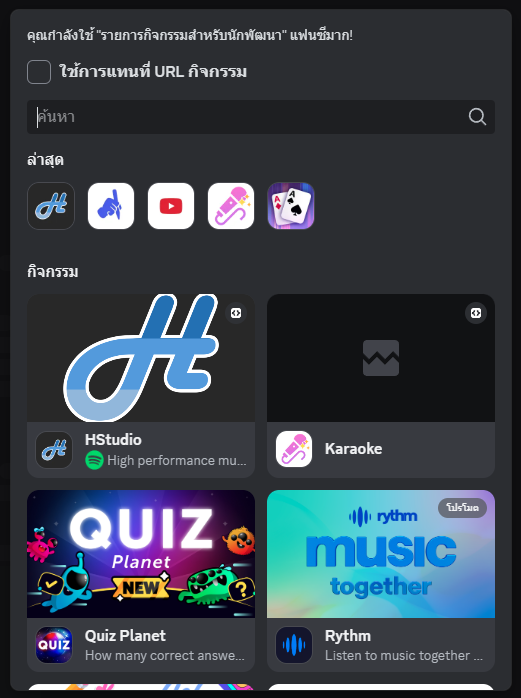 คุณกำลังใช้ "รายการกิจกรรมสำหรับนักพัฒนา" แฟนซีมาก!
ใช้การแทนที่ URL กิจกรรม
ค้นหา
ล่าสุด
กิจกรรม
HStudio
High performance mu...
Karaoke
QUIZ
Planet
NEW
QUIZ
Quiz Planet
How many correct answe...
โปรโมต
rythm
music
together
Rythm
Listen to music together ...